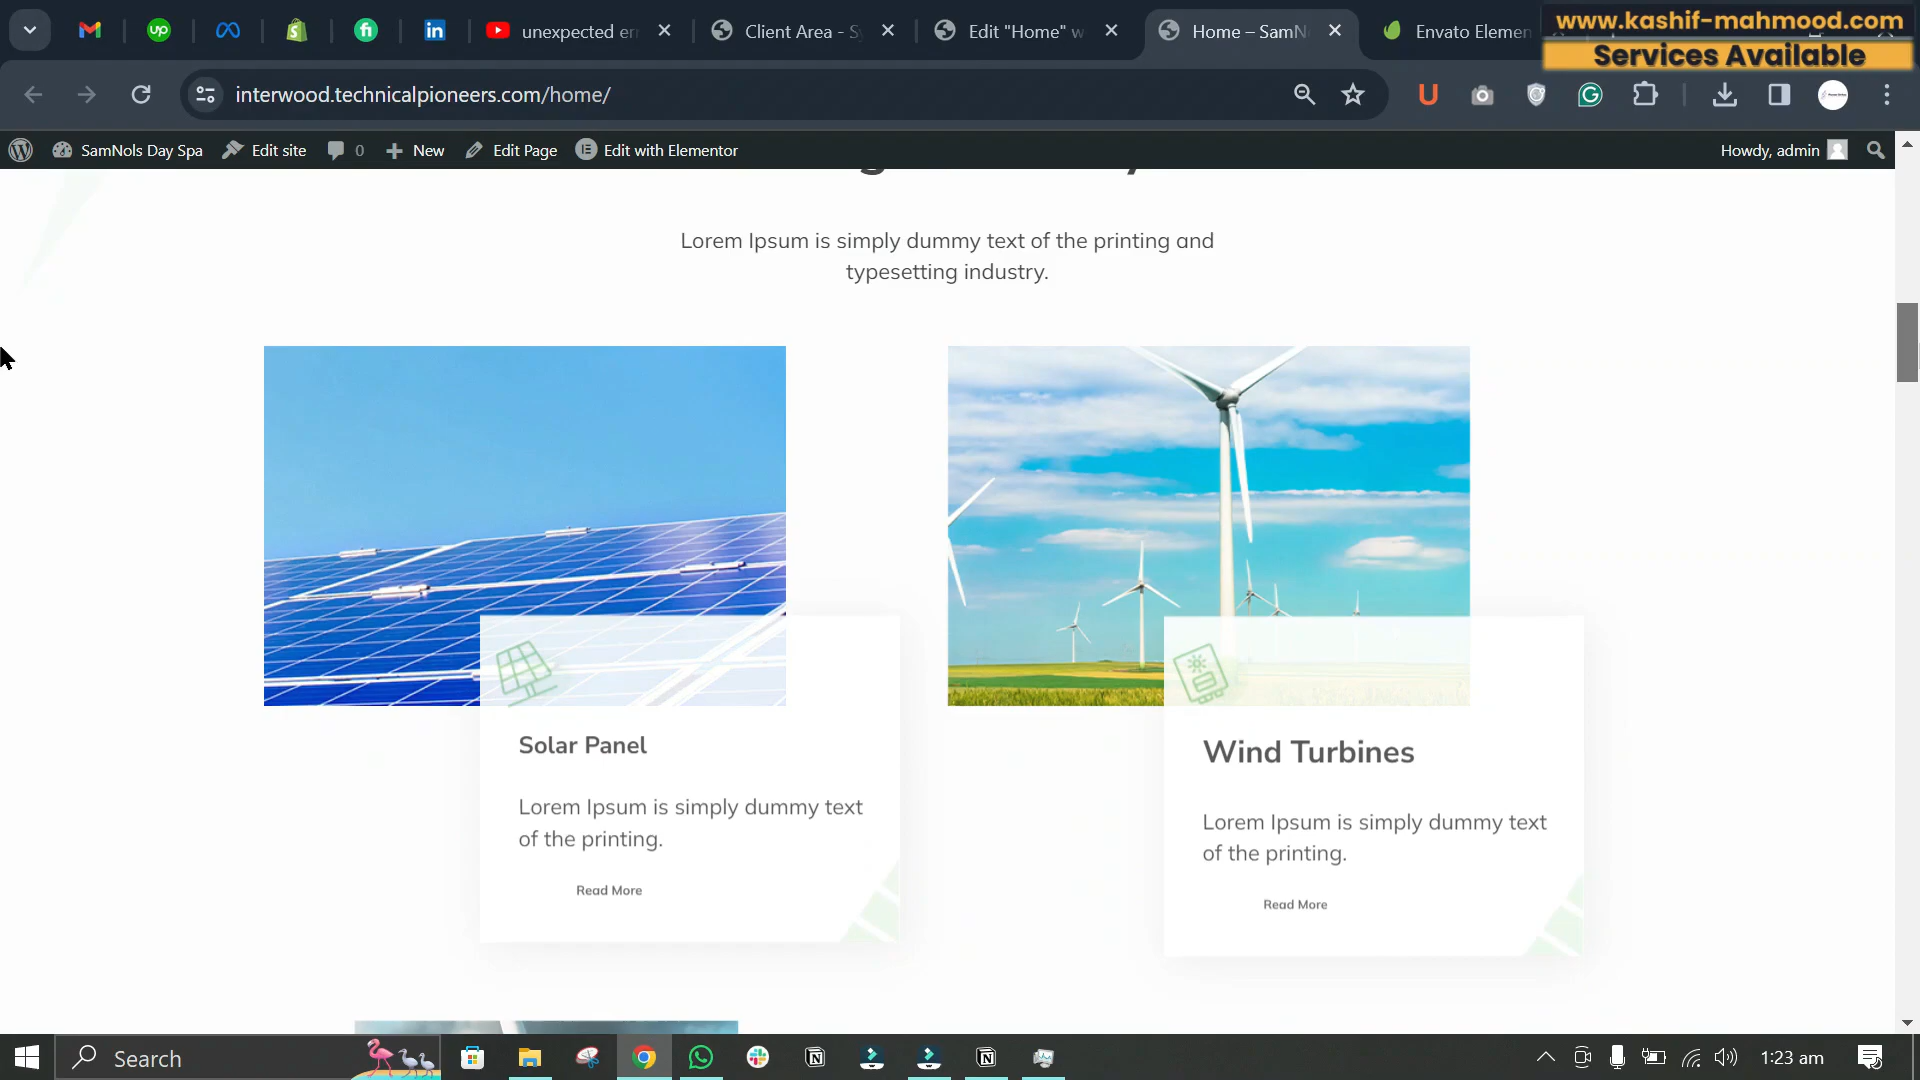 unexpected er
Client Area - Sy
Edit "Home" w
Home – SamN
Envato Elemen
www.kashif-mahmood.com
Services Available
interwood.technicalpioneers.com/home/
SamNols Day Spa
Edit site
0
New
Edit Page
Edit with Elementor
Howdy, admin
Lorem Ipsum is simply dummy text of the printing and
typesetting industry.
Solar Panel
Lorem Ipsum is simply dummy text
of the printing.
Read More
Wind Turbines
Lorem Ipsum is simply dummy text
of the printing.
Read More
Search
1:23 am